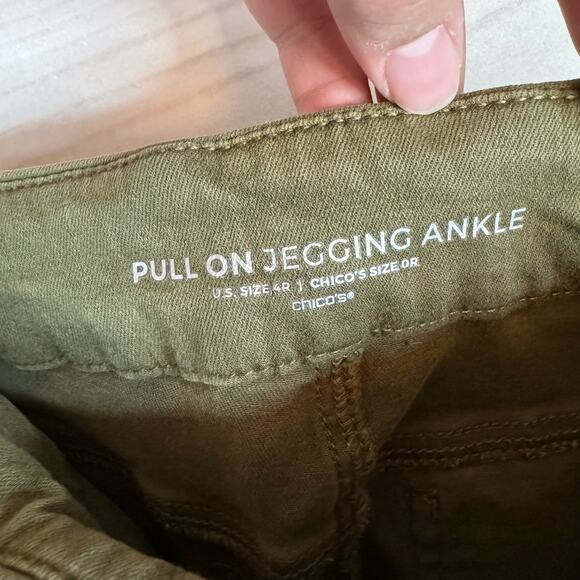 PULL ON JEGGING ANKLE
U.S. SIZE 4R | CHICO'S SIZE 0R
chico's®